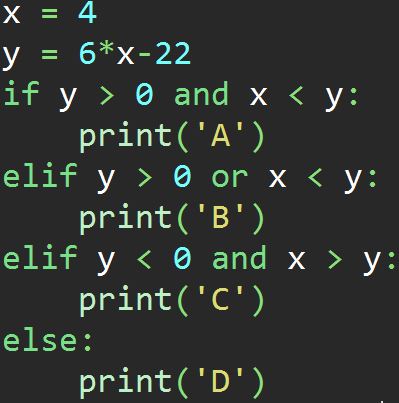 x = 4
y = 6*x-22
if y > 0 and x < y:
    print('A')
elif y > 0 or x < y:
    print('B')
elif y < 0 and x > y:
    print('C')
else:
    print('D')